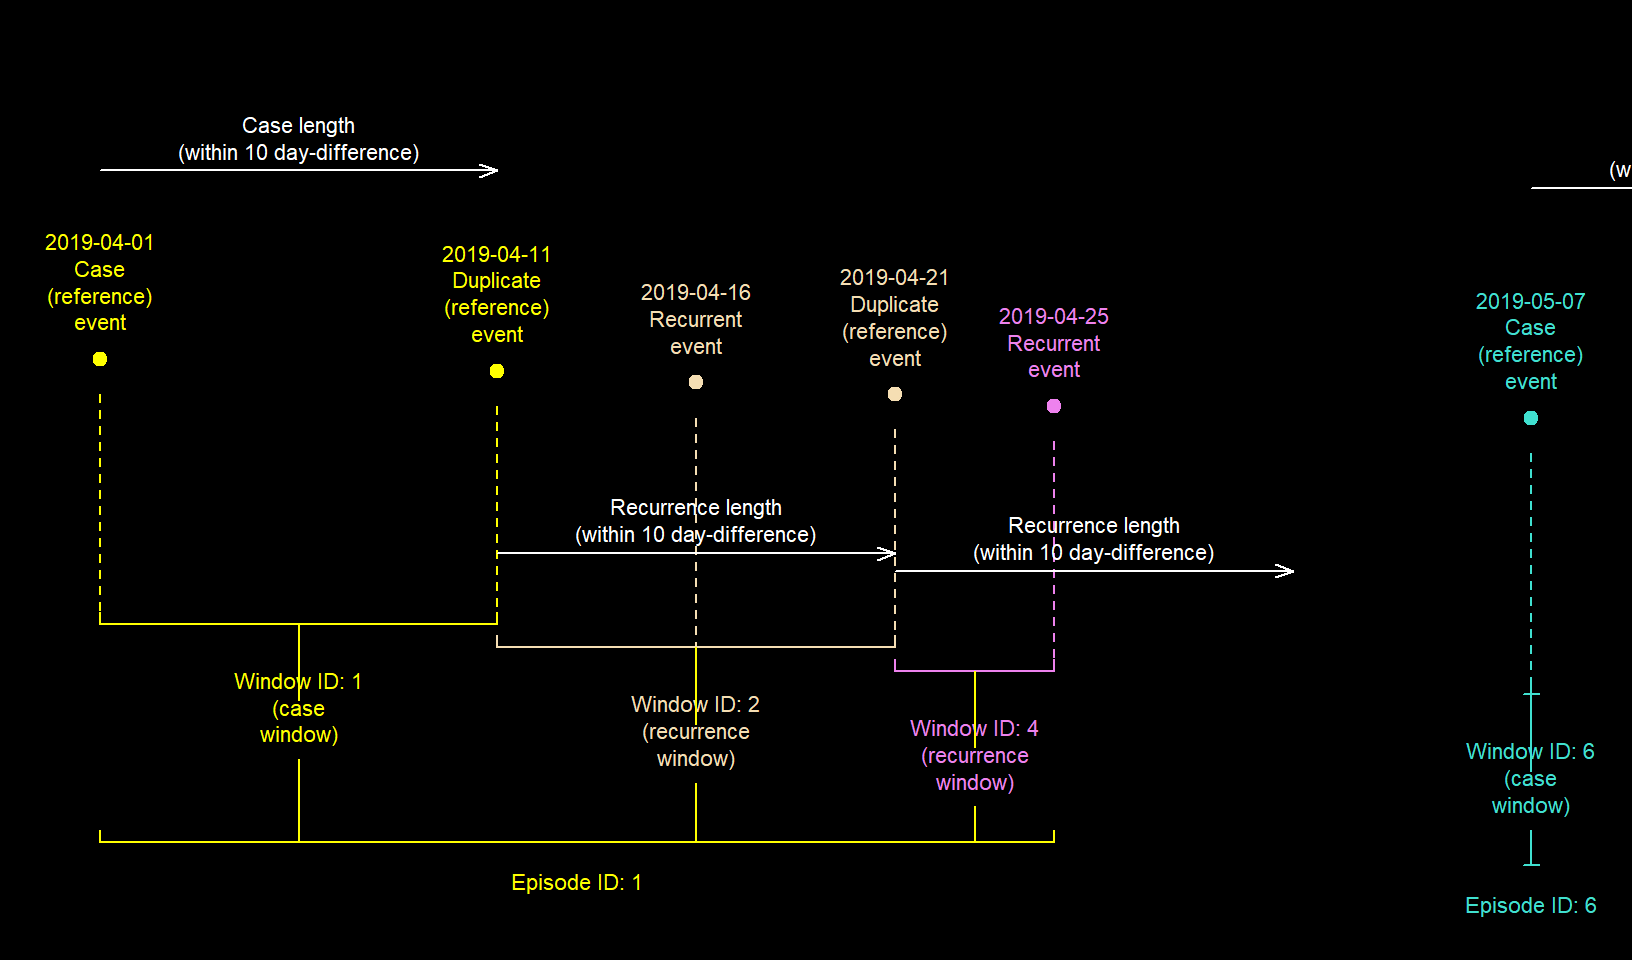 Case length
(within 10 day-difference)
(w
2019-04-01
Case
(reference)
event
2019-04-11
Duplicate
(reference)
event
2019-04-16
Recurrent
event
2019-04-21
Duplicate
(reference)
event
2019-04-25
Recurrent
event
2019-05-07
Case
(reference)
event
Recurrence length
(within 10 day-difference)
Recurrence length
(within 10 day-difference)
Window ID: 1
(case
window)
Window ID: 2
(recurrence
window)
Window ID: 4
(recurrence
window)
Window ID: 6
(case
window)
Episode ID: 1
Episode ID: 6